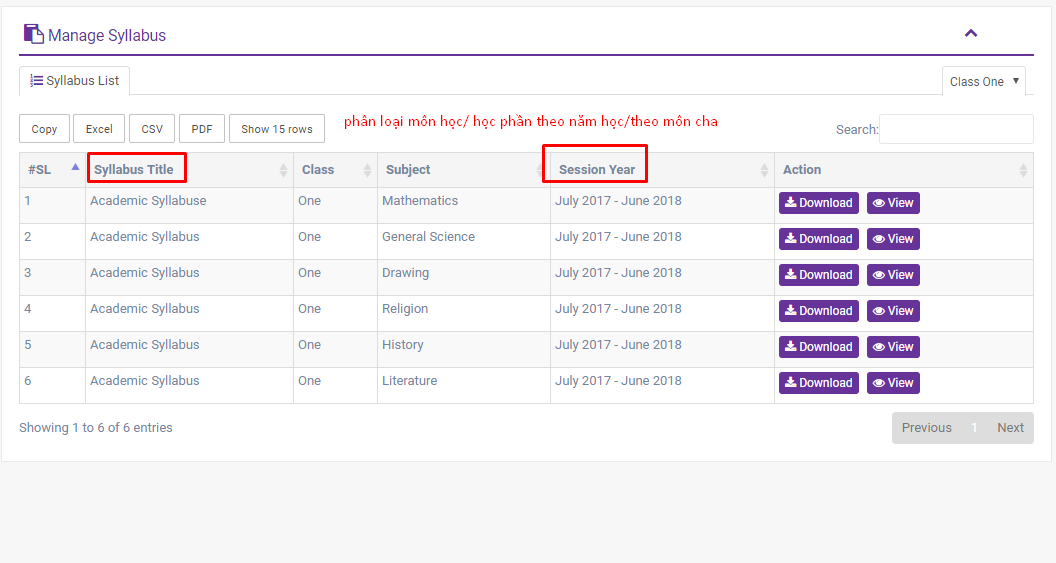 Manage Syllabus
Syllabus List
Class One
Copy Excel CSV PDF Show 15 rows
phân loại môn học/ học phần theo năm học/theo môn cha
Search:
#SL Syllabus Title Class Subject Session Year Action
1 Academic Syllabuse One Mathematics July 2017 - June 2018 Download View
2 Academic Syllabus One General Science July 2017 - June 2018 Download View
3 Academic Syllabus One Drawing July 2017 - June 2018 Download View
4 Academic Syllabus One Religion July 2017 - June 2018 Download View
5 Academic Syllabus One History July 2017 - June 2018 Download View
6 Academic Syllabus One Literature July 2017 - June 2018 Download View
Showing 1 to 6 of 6 entries
Previous 1 Next